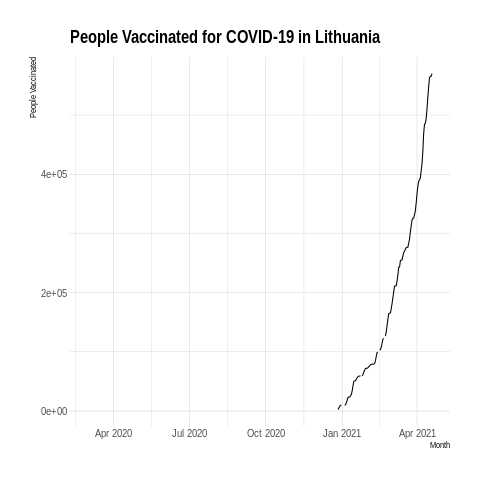 People Vaccinated for COVID-19 in Lithuania
People Vaccinated
4e+05
2e+05
0e+00
Apr 2020 Jul 2020 Oct 2020 Jan 2021 Apr 2021
Month